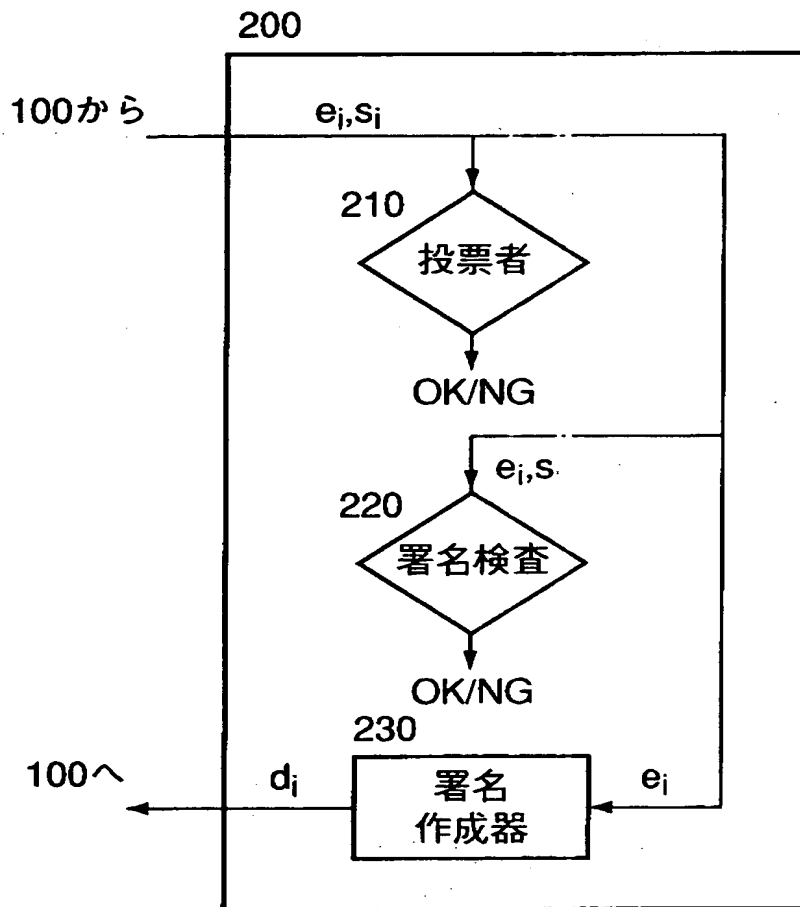 200
100から
eᵢ,sᵢ
210
投票者
OK/NG
eᵢ,s
220
署名検査
OK/NG
230
100へ
dᵢ
署名
作成器
eᵢ